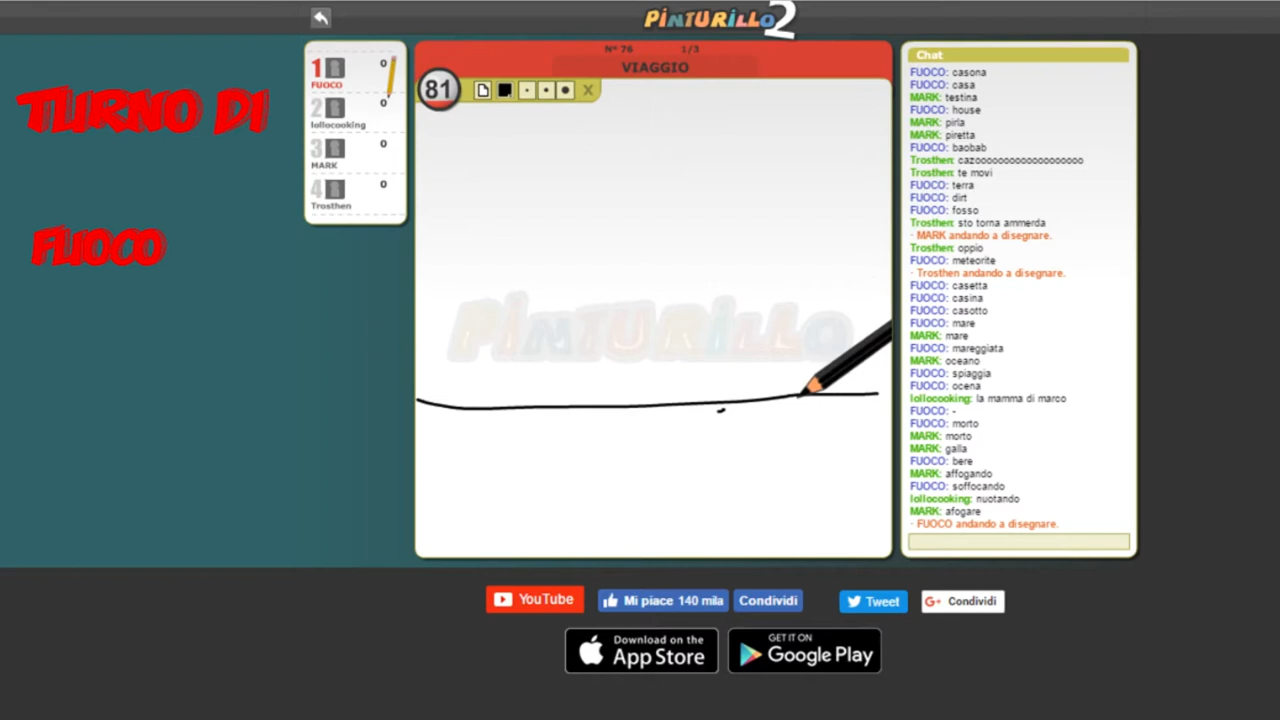 PINTURILLO 2
TURNO DI
FUOCO
Nº 76 1/3
VIAGGIO
81
X
1 0
FUOCO
2 0
lollocooking
3 0
MARK
4 0
Trosthen
PINTURILLO
Chat
FUOCO: casona
FUOCO: casa
MARK: testina
FUOCO: house
MARK: pirla
MARK: piretta
FUOCO: baobab
Trosthen: cazooooooooooooooooooo
Trosthen: te movi
FUOCO: terra
FUOCO: dirt
FUOCO: fosso
Trosthen: sto torna ammerda
· MARK andando a disegnare.
Trosthen: oppio
FUOCO: meteorite
· Trosthen andando a disegnare.
FUOCO: casetta
FUOCO: casina
FUOCO: casotto
FUOCO: mare
MARK: mare
FUOCO: mareggiata
MARK: oceano
FUOCO: spiaggia
FUOCO: ocena
lollocooking: la mamma di marco
FUOCO: -
FUOCO: morto
MARK: morto
MARK: galla
FUOCO: bere
MARK: affogando
FUOCO: soffocando
lollocooking: nuotando
MARK: afogare
· FUOCO andando a disegnare.
YouTube
Mi piace 140 mila
Condividi
Tweet
G+ Condividi
Download on the
App Store
GET IT ON
Google Play